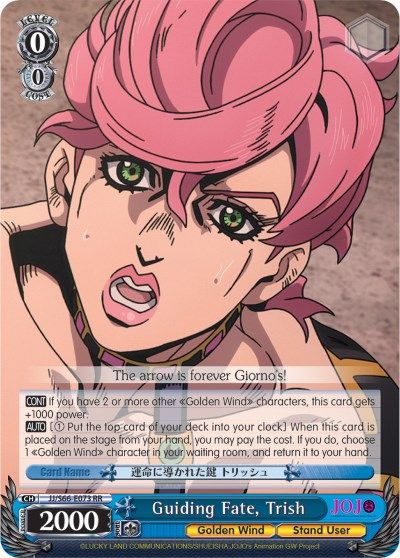 LEVEL
0
0
COST
The arrow is forever Giorno's!
CONT If you have 2 or more other «Golden Wind» characters, this card gets
+1000 power.
AUTO [① Put the top card of your deck into your clock] When this card is
placed on the stage from your hand, you may pay the cost. If you do, choose
1 «Golden Wind» character in your waiting room, and return it to your hand.
Card Name 運命に導かれた鍵 トリッシュ
CH JJ/S66-E073 RR
2000
Guiding Fate, Trish
JOJO
Golden Wind
Stand User
©LUCKY LAND COMMUNICATIONS/SHUEISHA,JOJO's Animation GW Project